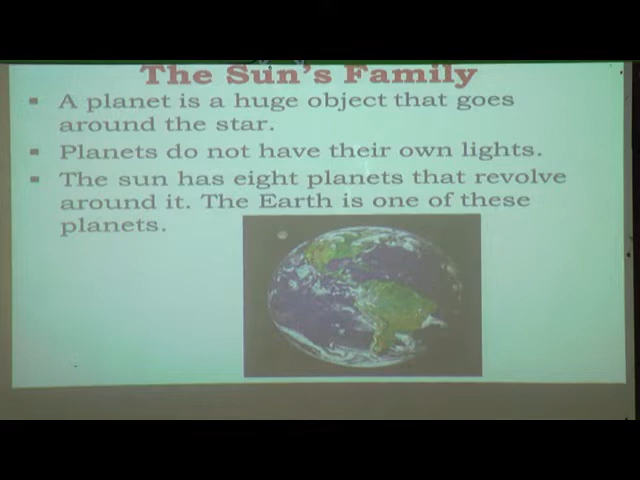 The Sun's Family
▪ A planet is a huge object that goes
around the star.
▪ Planets do not have their own lights.
▪ The sun has eight planets that revolve
around it. The Earth is one of these
planets.